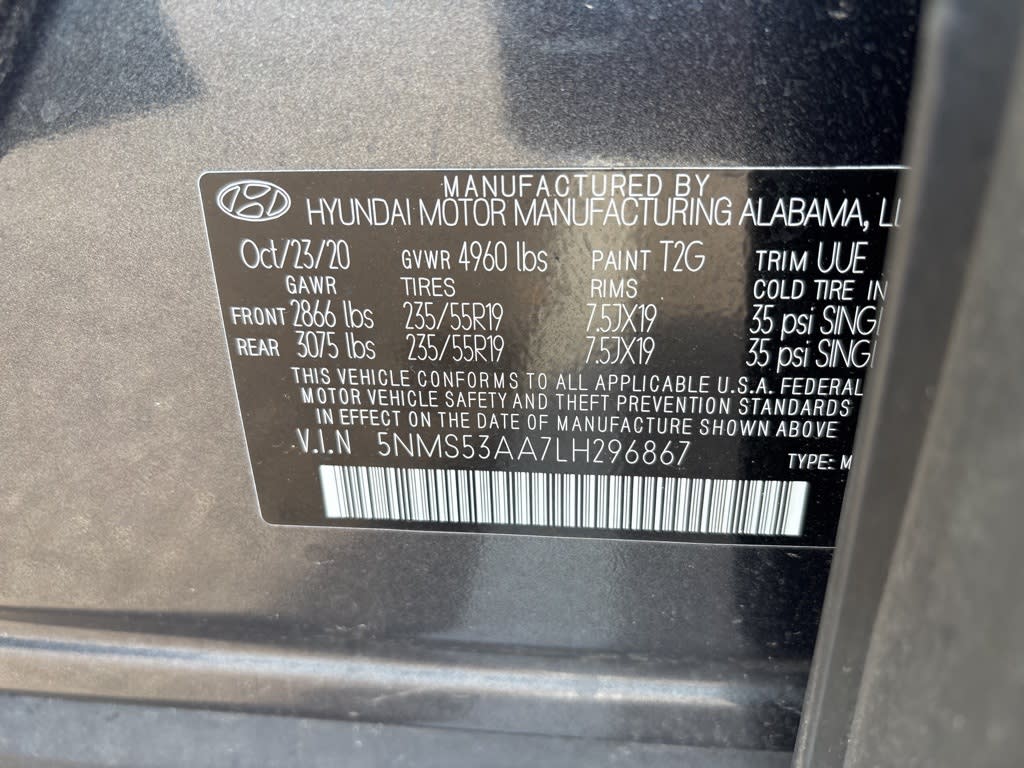 MANUFACTURED BY
HYUNDAI MOTOR MANUFACTURING ALABAMA,
Oct/23/20 GVWR 4960 lbs PAINT T2G TRIM UUE
GAWR TIRES RIMS COLD TIRE IN
FRONT 2866 lbs 235/55R19 7.5JX19 35 psi SINGL
REAR 3075 lbs 235/55R19 7.5JX19 35 psi SINGL
THIS VEHICLE CONFORMS TO ALL APPLICABLE U.S.A. FEDERAL
MOTOR VEHICLE SAFETY AND THEFT PREVENTION STANDARDS
IN EFFECT ON THE DATE OF MANUFACTURE SHOWN ABOVE
V.I.N 5NMS53AA7LH296867 TYPE: M